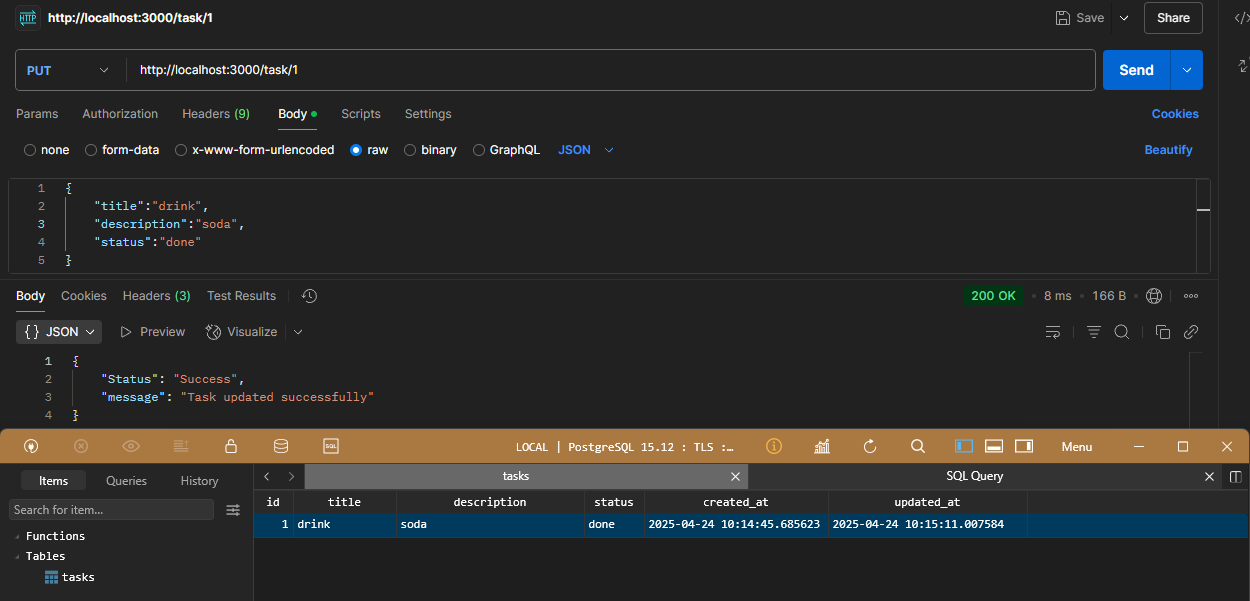 HTTP http://localhost:3000/task/1 Save Share
PUT http://localhost:3000/task/1 Send
Params Authorization Headers (9) Body Scripts Settings Cookies
none form-data x-www-form-urlencoded raw binary GraphQL JSON Beautify
1 {
2 "title":"drink",
3 "description":"soda",
4 "status":"done"
5 }
Body Cookies Headers (3) Test Results 200 OK 8 ms 166 B
{} JSON Preview Visualize
1 {
2 "Status": "Success",
3 "message": "Task updated successfully"
4 }
SQL LOCAL | PostgreSQL 15.12 : TLS :… Menu
Items Queries History tasks SQL Query
id title description status created_at updated_at
Search for item...
1 drink soda done 2025-04-24 10:14:45.685623 2025-04-24 10:15:11.007584
Functions
Tables
tasks